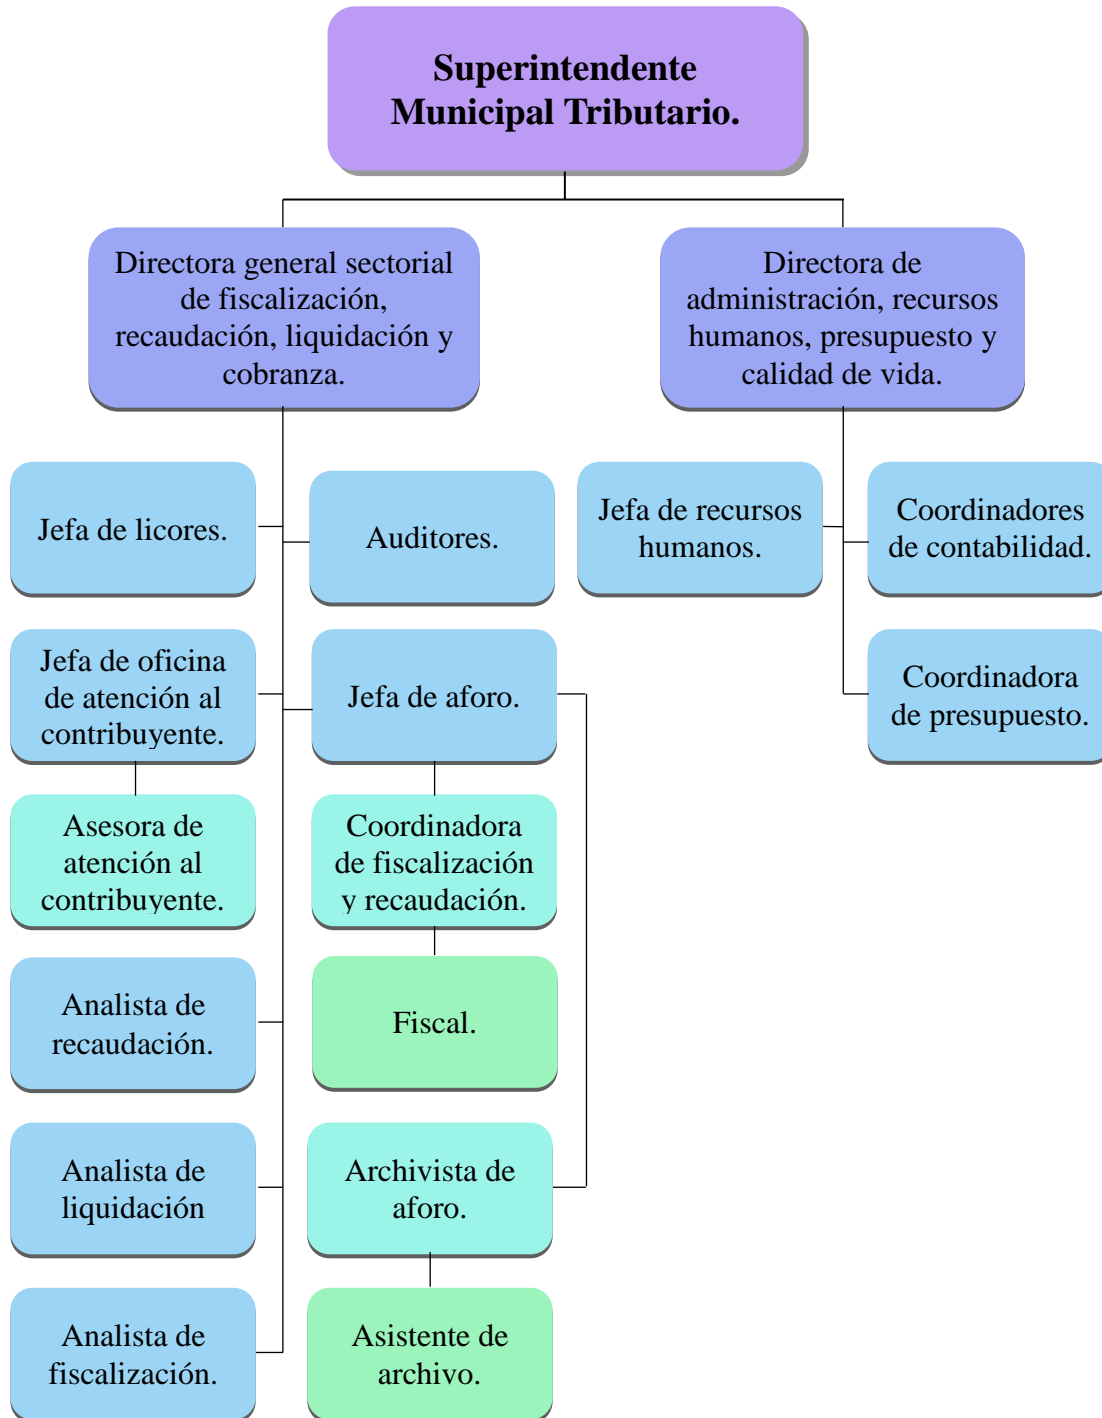 Superintendente
Municipal Tributario.
Directora general sectorial
de fiscalización,
recaudación, liquidación y
cobranza.
Directora de
administración, recursos
humanos, presupuesto y
calidad de vida.
Jefa de licores.
Auditores.
Jefa de recursos
humanos.
Coordinadores
de contabilidad.
Jefa de oficina
de atención al
contribuyente.
Jefa de aforo.
Coordinadora
de presupuesto.
Asesora de
atención al
contribuyente.
Coordinadora
de fiscalización
y recaudación.
Analista de
recaudación.
Fiscal.
Analista de
liquidación
Archivista de
aforo.
Analista de
fiscalización.
Asistente de
archivo.